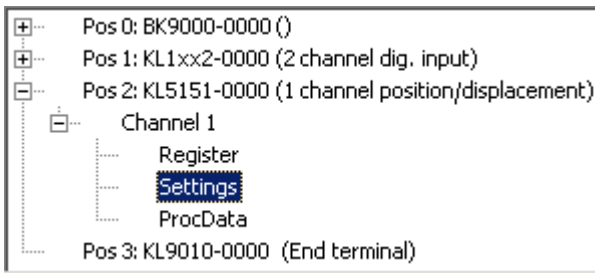 Pos 0: BK9000-0000 ()
Pos 1: KL1xx2-0000 (2 channel dig. input)
Pos 2: KL5151-0000 (1 channel position/displacement)
Channel 1
Register
Settings
ProcData
Pos 3: KL9010-0000 (End terminal)